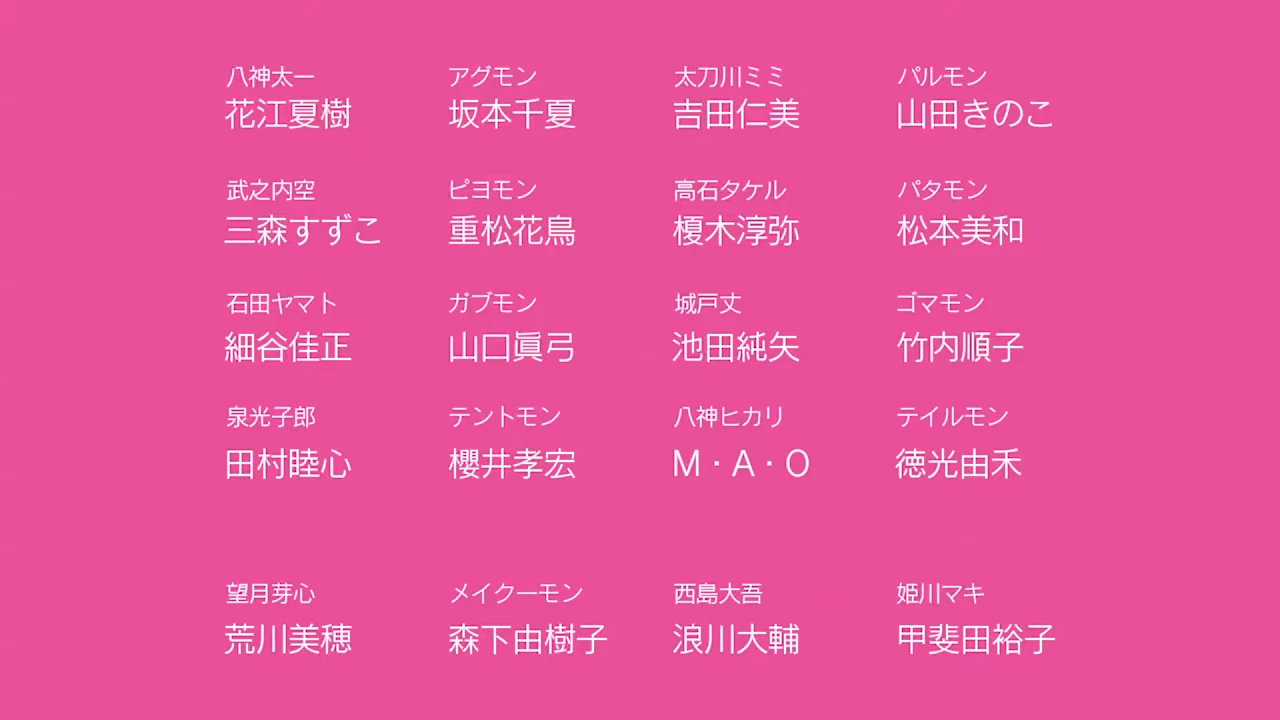 八神太一 アグモン 太刀川ミミ パルモン
花江夏樹 坂本千夏 吉田仁美 山田きのこ
武之内空 ピヨモン 高石タケル パタモン
三森すずこ 重松花鳥 榎木淳弥 松本美和
石田ヤマト ガブモン 城戸丈 ゴマモン
細谷佳正 山口眞弓 池田純矢 竹内順子
泉光子郎 テントモン 八神ヒカリ テイルモン
田村睦心 櫻井孝宏 M・A・O 徳光由禾
望月芽心 メイクーモン 西島大吾 姫川マキ
荒川美穂 森下由樹子 浪川大輔 甲斐田裕子